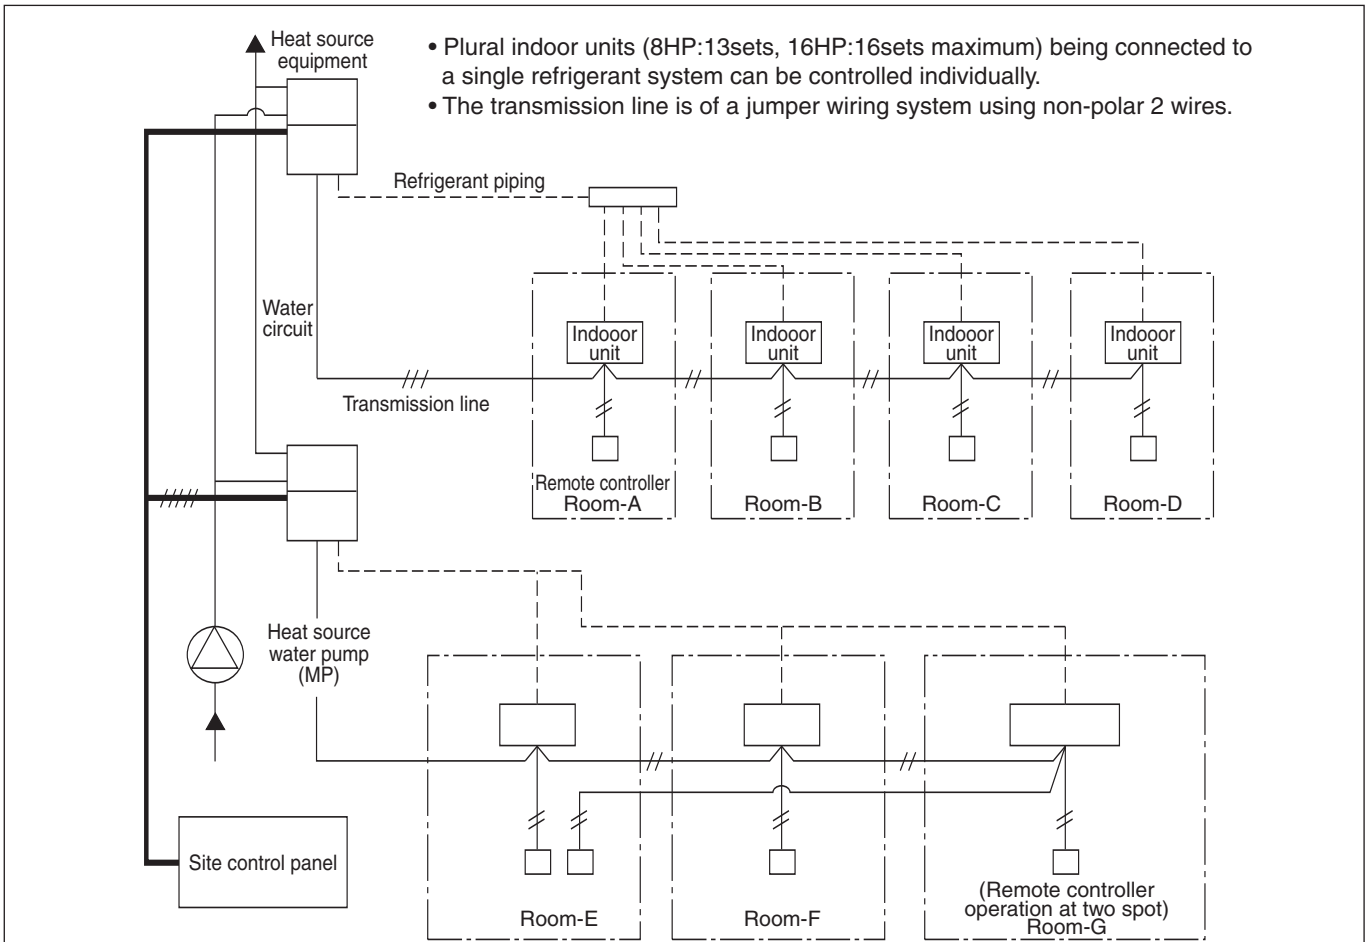 Heat source
equipment
• Plural indoor units (8HP:13sets, 16HP:16sets maximum) being connected to
a single refrigerant system can be controlled individually.
• The transmission line is of a jumper wiring system using non-polar 2 wires.
Refrigerant piping
Water
circuit
Indooor
unit
Indooor
unit
Indooor
unit
Indooor
unit
Transmission line
Remote controller
Room-A
Room-B
Room-C
Room-D
Heat source
water pump
(MP)
Site control panel
Room-E
Room-F
(Remote controller
operation at two spot)
Room-G